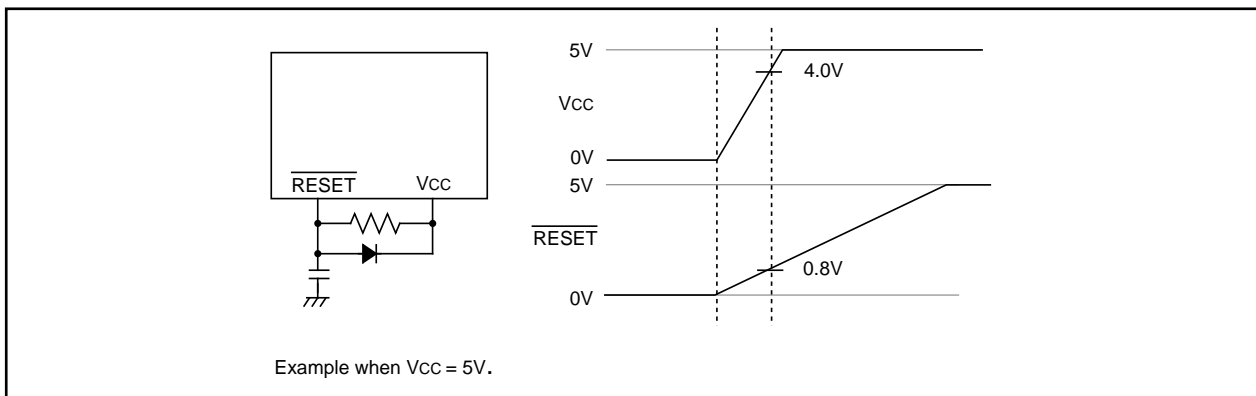 RESET VCC
Example when VCC = 5V.
5V
4.0V
VCC
0V
5V
RESET
0.8V
0V